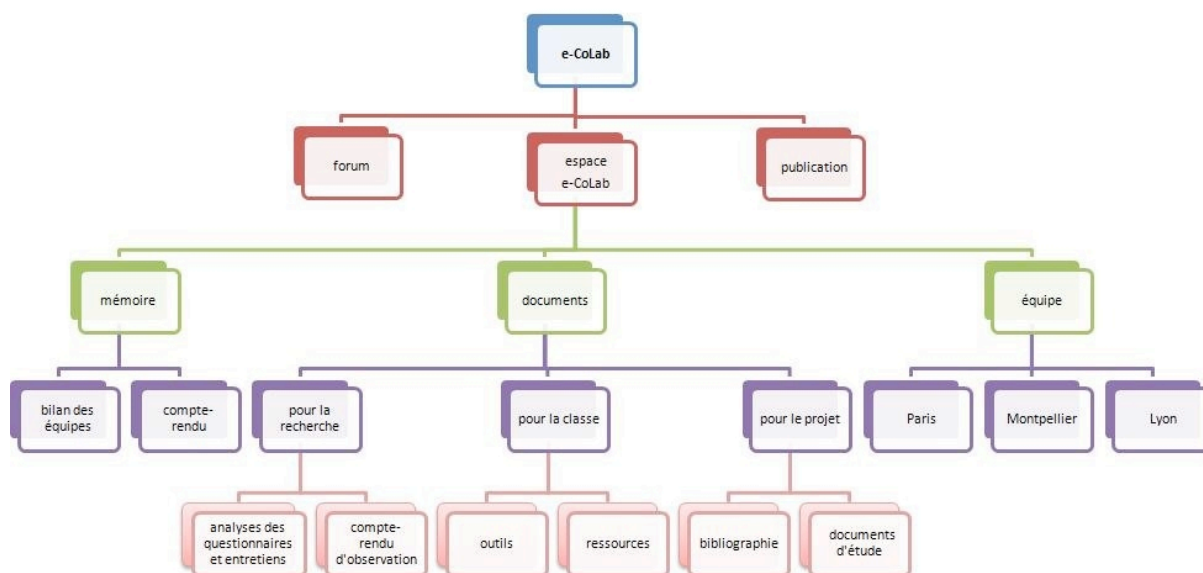 e-CoLab
forum
espace
e-CoLab
publication
mémoire
documents
équipe
bilan des
équipes
compte-
rendu
pour la
recherche
pour la classe
pour le projet
Paris
Montpellier
Lyon
analyses des
questionnaires
et entretiens
compte-
rendu
d'observation
outils
ressources
bibliographie
documents
d'étude